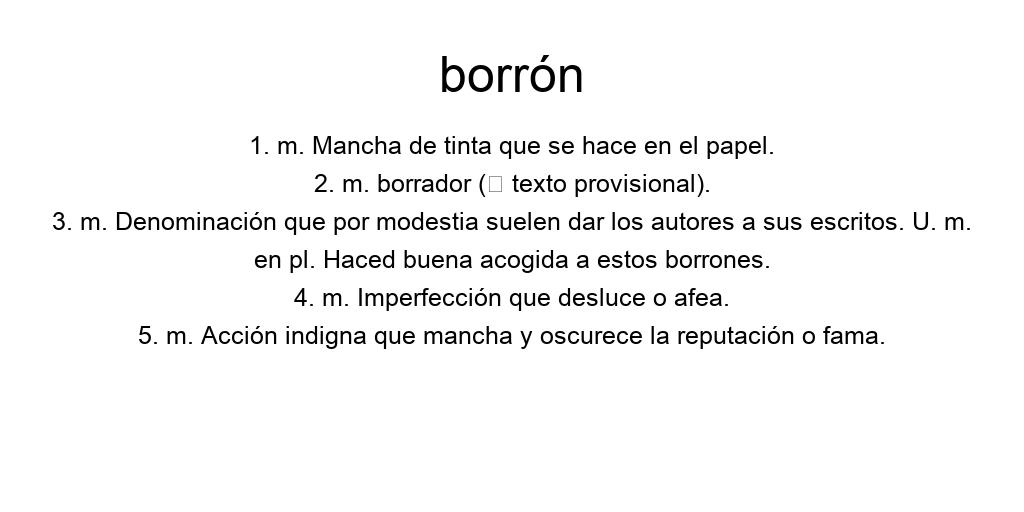 borrón
1. m. Mancha de tinta que se hace en el papel.
2. m. borrador (□ texto provisional).
3. m. Denominación que por modestia suelen dar los autores a sus escritos. U. m.
en pl. Haced buena acogida a estos borrones.
4. m. Imperfección que desluce o afea.
5. m. Acción indigna que mancha y oscurece la reputación o fama.